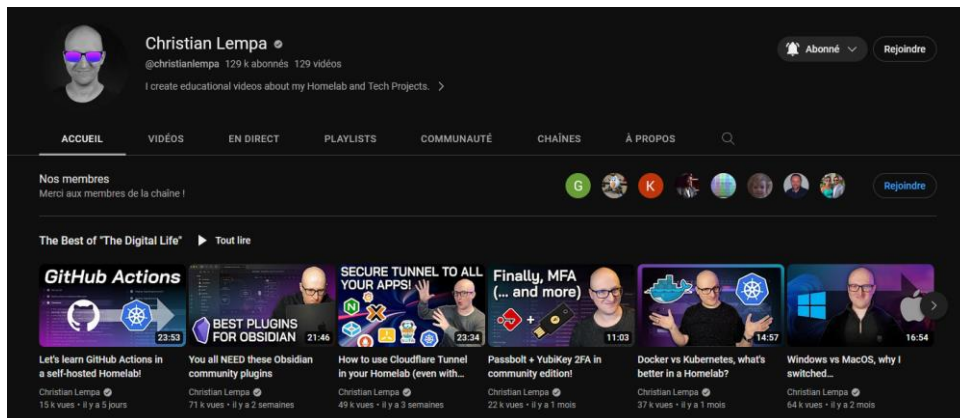 Christian Lempa
@christianlempa 129 k abonnés 129 vidéos
I create educational videos about my Homelab and Tech Projects.
Abonné
Rejoindre
ACCUEIL VIDÉOS EN DIRECT PLAYLISTS COMMUNAUTÉ CHAÎNES À PROPOS
Nos membres
Merci aux membres de la chaîne !
G
K
Rejoindre
The Best of "The Digital Life" Tout lire
GitHub Actions
23:53
BEST PLUGINS
FOR OBSIDIAN
21:46
SECURE TUNNEL TO ALL
YOUR APPS!
23:34
Finally, MFA
(... and more)
11:03
14:57
16:54
Let's learn GitHub Actions in
a self-hosted Homelab!
Christian Lempa
15 k vues • il y a 5 jours
You all NEED these Obsidian
community plugins
Christian Lempa
71 k vues • il y a 2 semaines
How to use Cloudflare Tunnel
in your Homelab (even with...
Christian Lempa
49 k vues • il y a 3 semaines
Passbolt + YubiKey 2FA in
community edition!
Christian Lempa
22 k vues • il y a 1 mois
Docker vs Kubernetes, what's
better in a Homelab?
Christian Lempa
37 k vues • il y a 1 mois
Windows vs MacOS, why I
switched...
Christian Lempa
64 k vues • il y a 2 mois